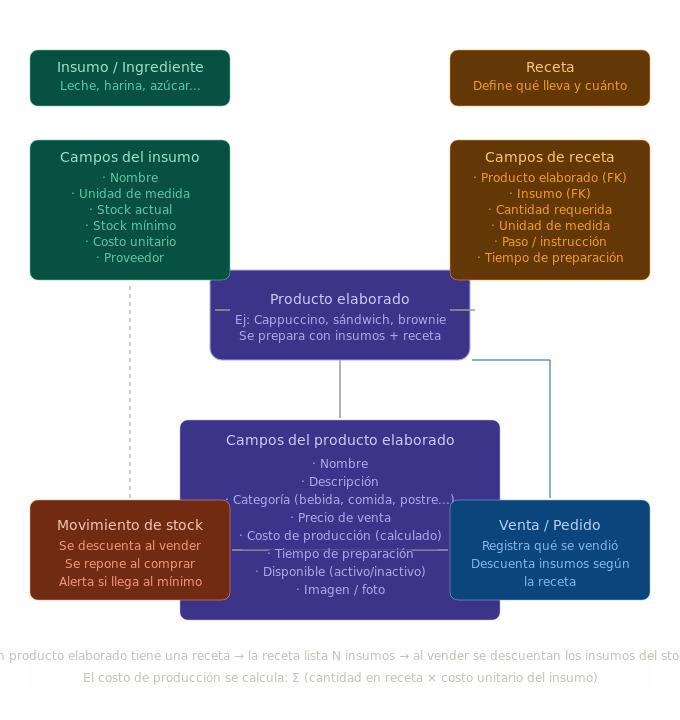 Insumo / Ingrediente
Leche, harina, azúcar...
Receta
Define qué lleva y cuánto
Campos del insumo
· Nombre
· Unidad de medida
· Stock actual
· Stock mínimo
· Costo unitario
· Proveedor
Campos de receta
· Producto elaborado (FK)
· Insumo (FK)
· Cantidad requerida
· Unidad de medida
· Paso / instrucción
· Tiempo de preparación
Producto elaborado
Ej: Cappuccino, sándwich, brownie
Se prepara con insumos + receta
Campos del producto elaborado
· Nombre
· Descripción
· Categoría (bebida, comida, postre...)
· Precio de venta
· Costo de producción (calculado)
· Tiempo de preparación
· Disponible (activo/inactivo)
· Imagen / foto
Movimiento de stock
Se descuenta al vender
Se repone al comprar
Alerta si llega al mínimo
Venta / Pedido
Registra qué se vendió
Descuenta insumos según
la receta
producto elaborado tiene una receta → la receta lista N insumos → al vender se descuentan los insumos del
El costo de producción se calcula: Σ (cantidad en receta × costo unitario del insumo)